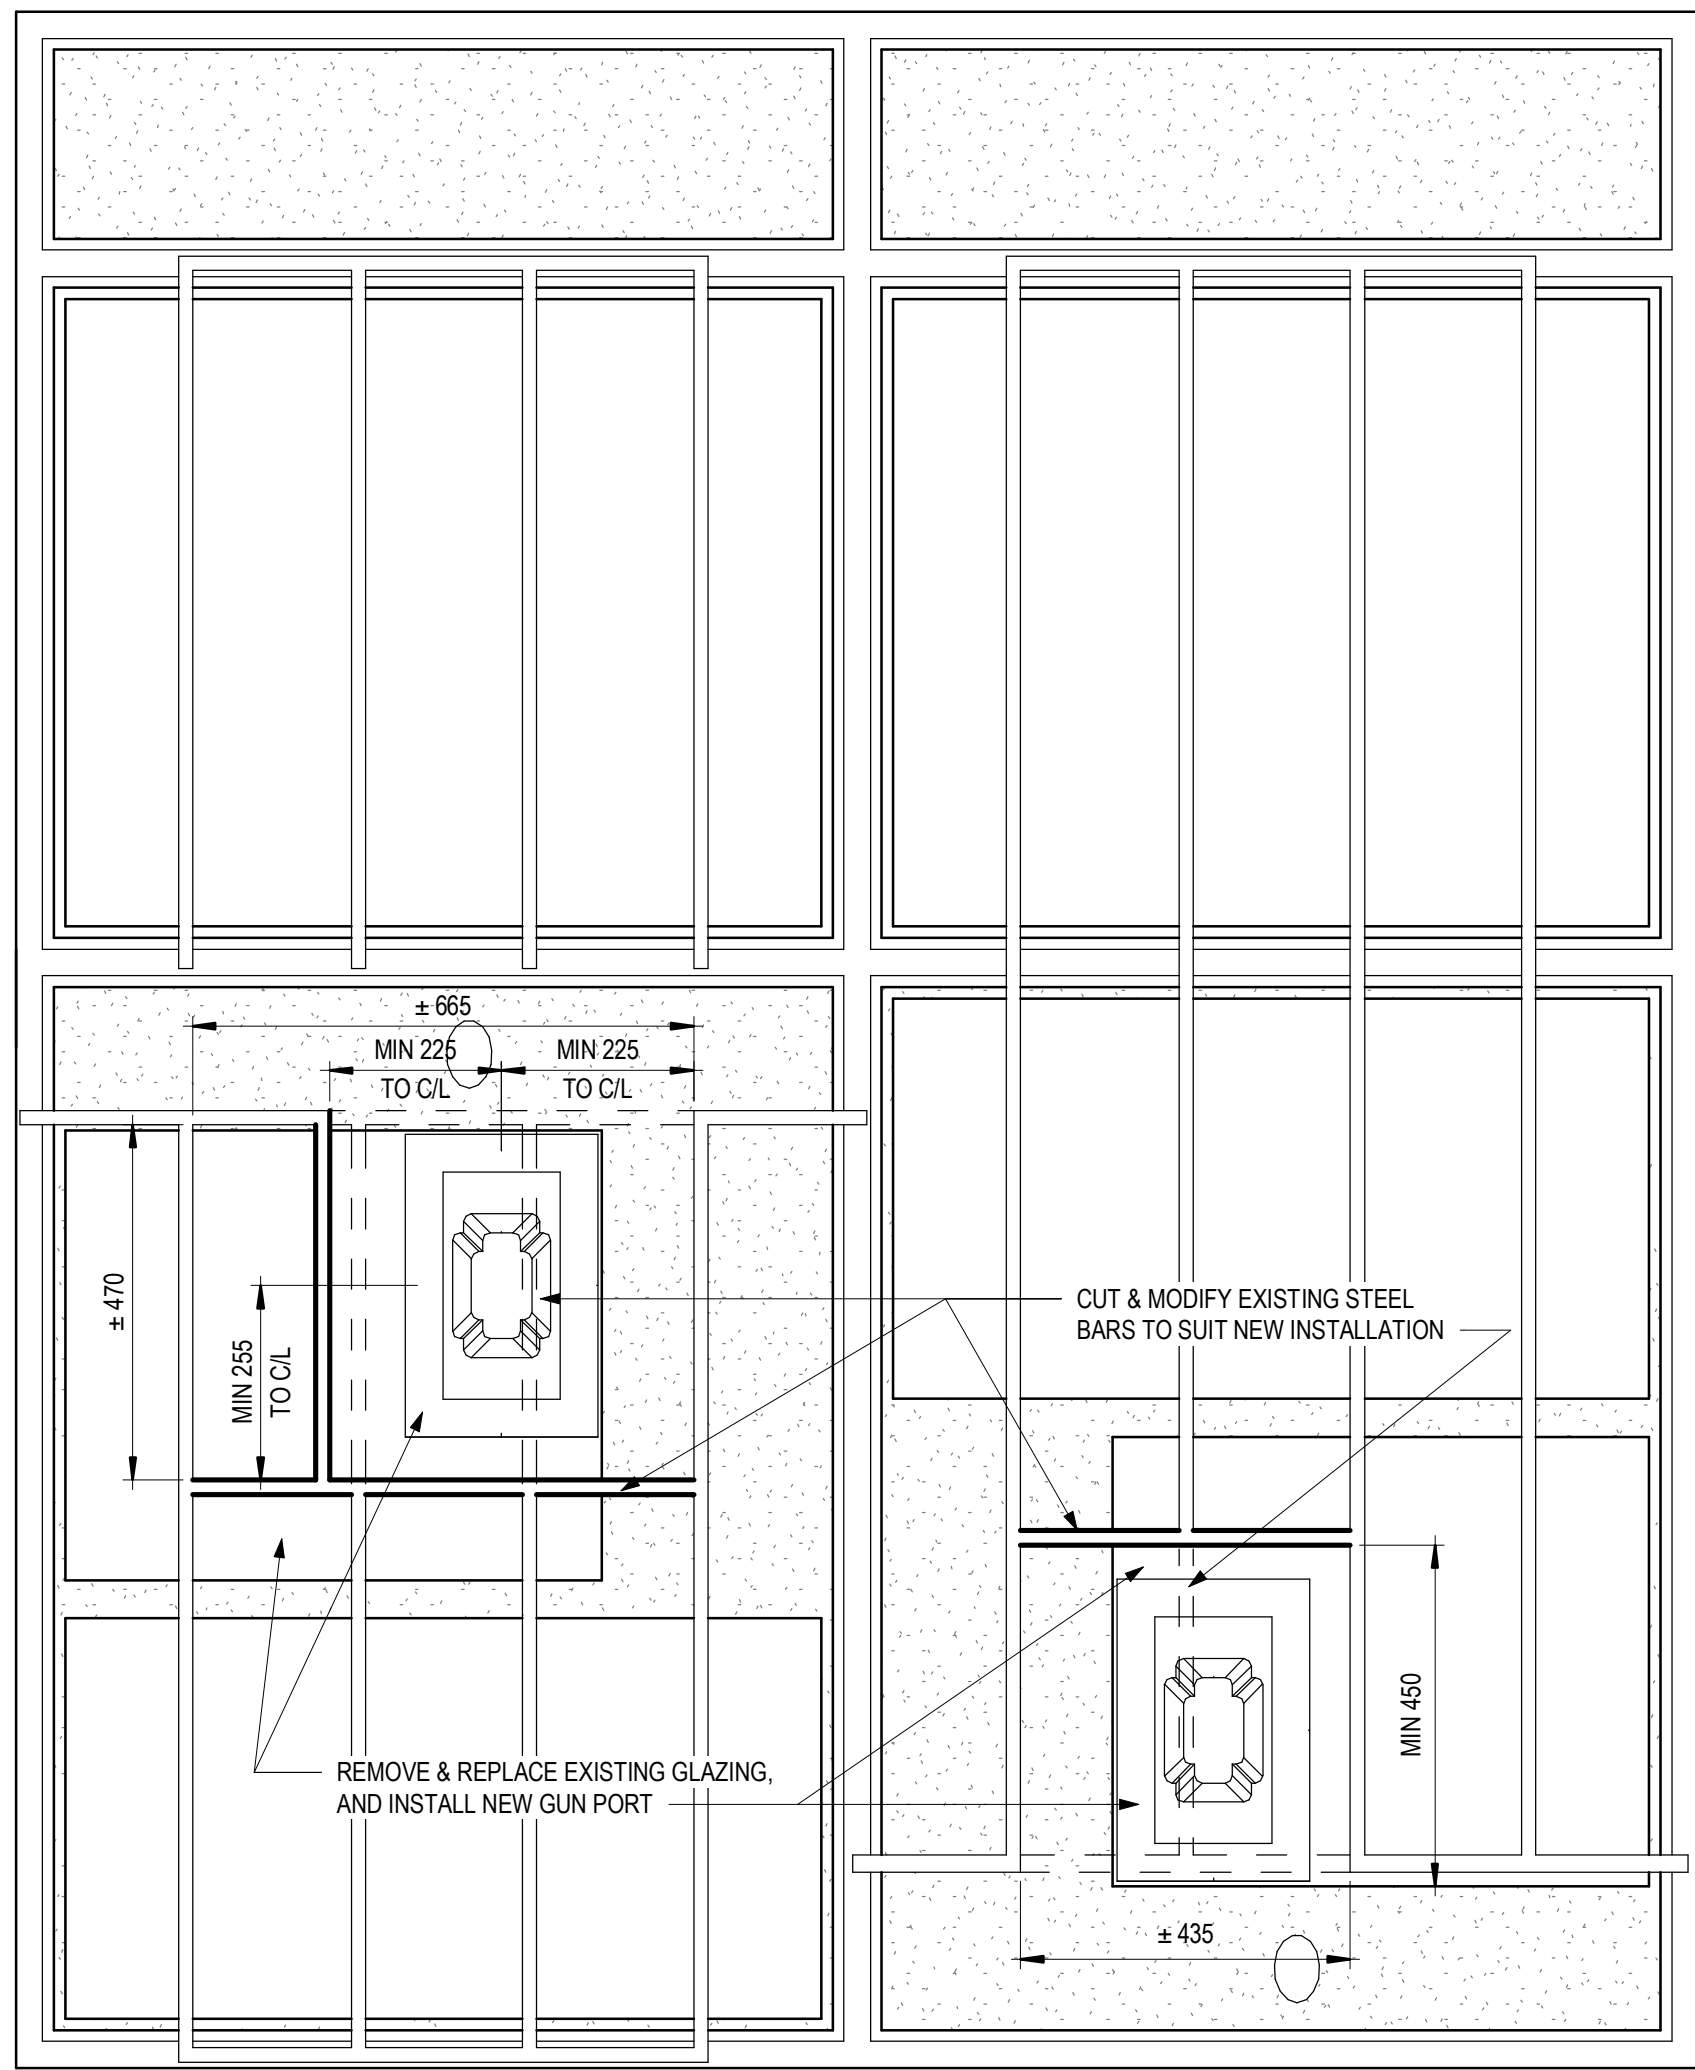 ± 665
MIN 225
TO C/L
MIN 225
TO C/L
± 470
MIN 255
TO C/L
CUT & MODIFY EXISTING STEEL
BARS TO SUIT NEW INSTALLATION
MIN 450
REMOVE & REPLACE EXISTING GLAZING,
AND INSTALL NEW GUN PORT
± 435